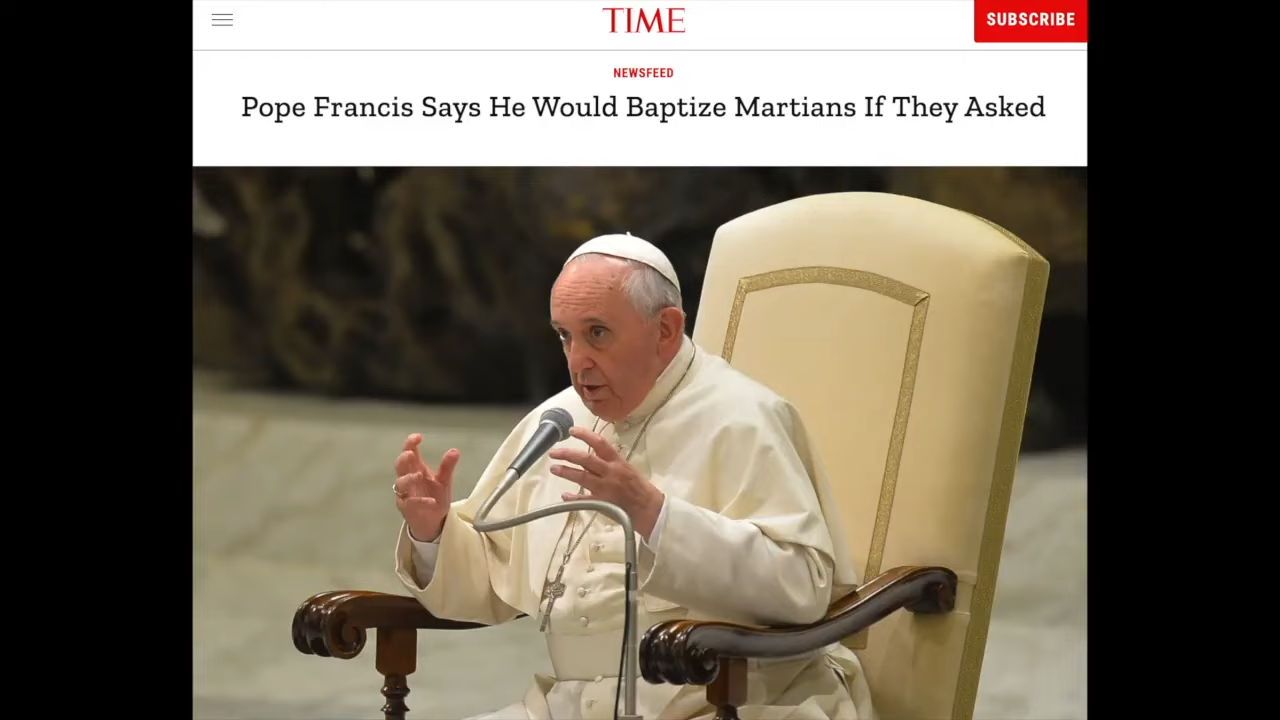 TIME
SUBSCRIBE
NEWSFEED
Pope Francis Says He Would Baptize Martians If They Asked